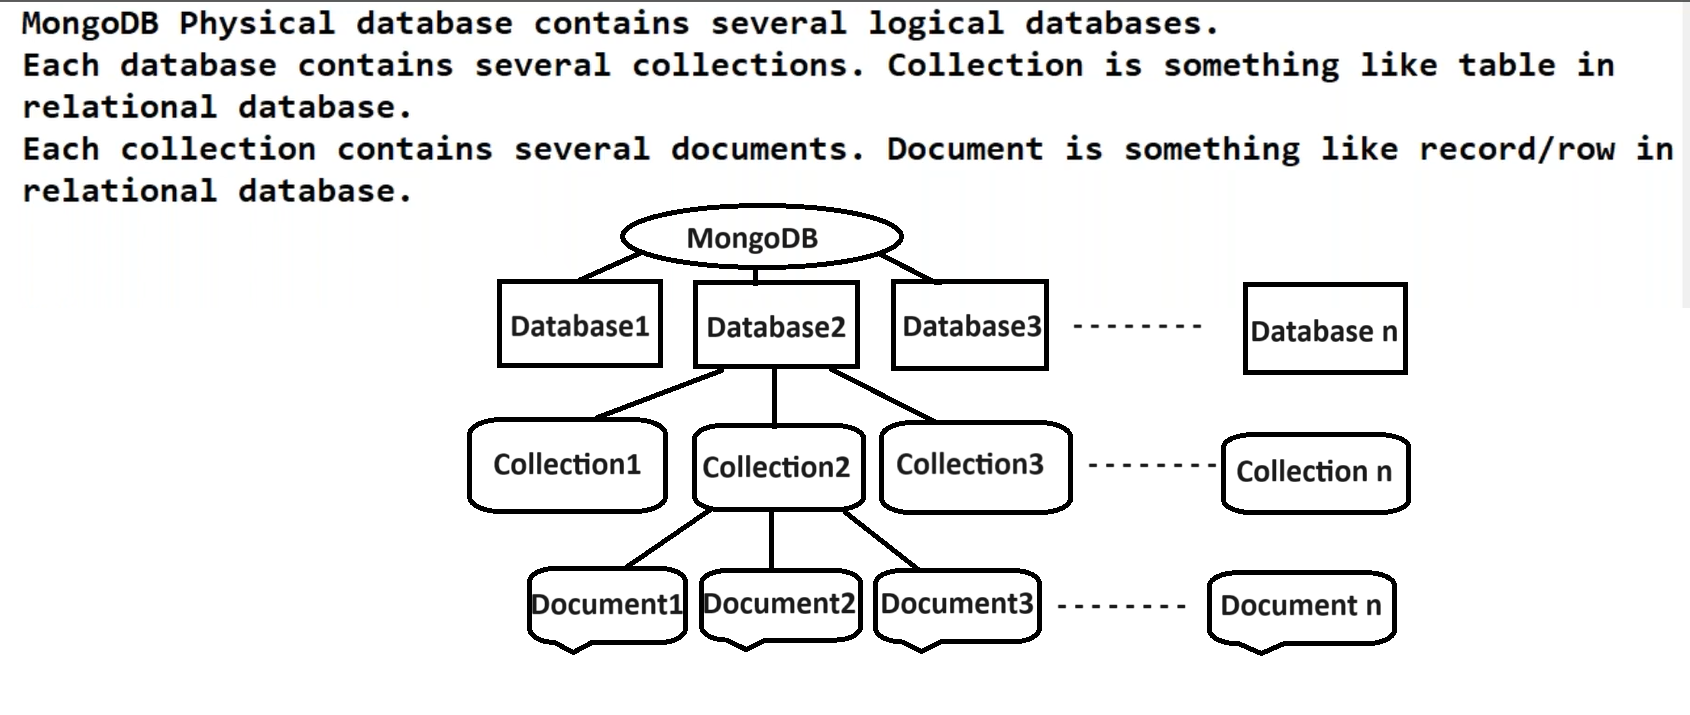 MongoDB Physical database contains several logical databases.
Each database contains several collections. Collection is something like table in
relational database.
Each collection contains several documents. Document is something like record/row in
relational database.
MongoDB
Database1 Database2 Database3 -------- Database n
Collection1 Collection2 Collection3 -------- Collection n
Document1 Document2 Document3 -------- Document n